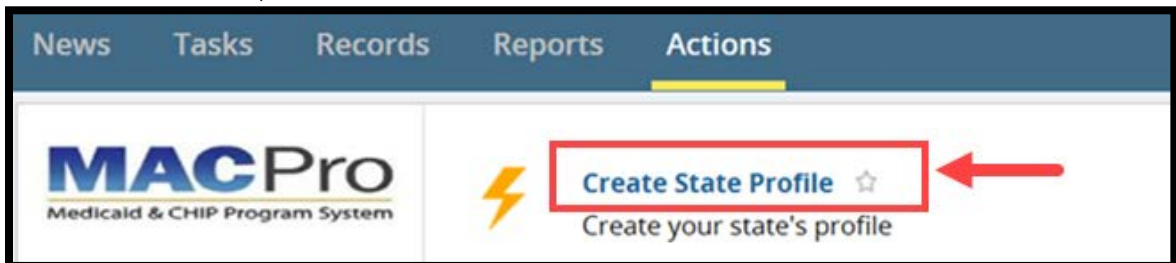 News Tasks Records Reports Actions
MACPro
Medicaid & CHIP Program System
Create State Profile
Create your state's profile